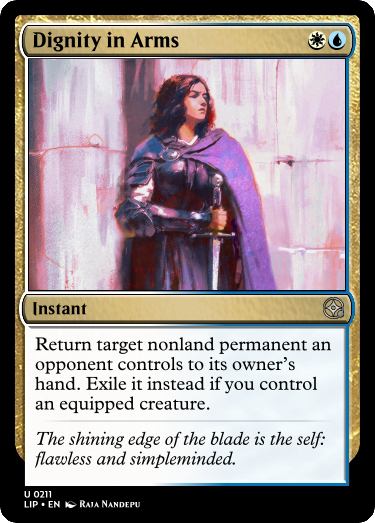 Dignity in Arms
Instant
Return target nonland permanent an
opponent controls to its owner's
hand. Exile it instead if you control
an equipped creature.
The shining edge of the blade is the self:
flawless and simpleminded.
U 0211
LIP • EN Raja Nandepu